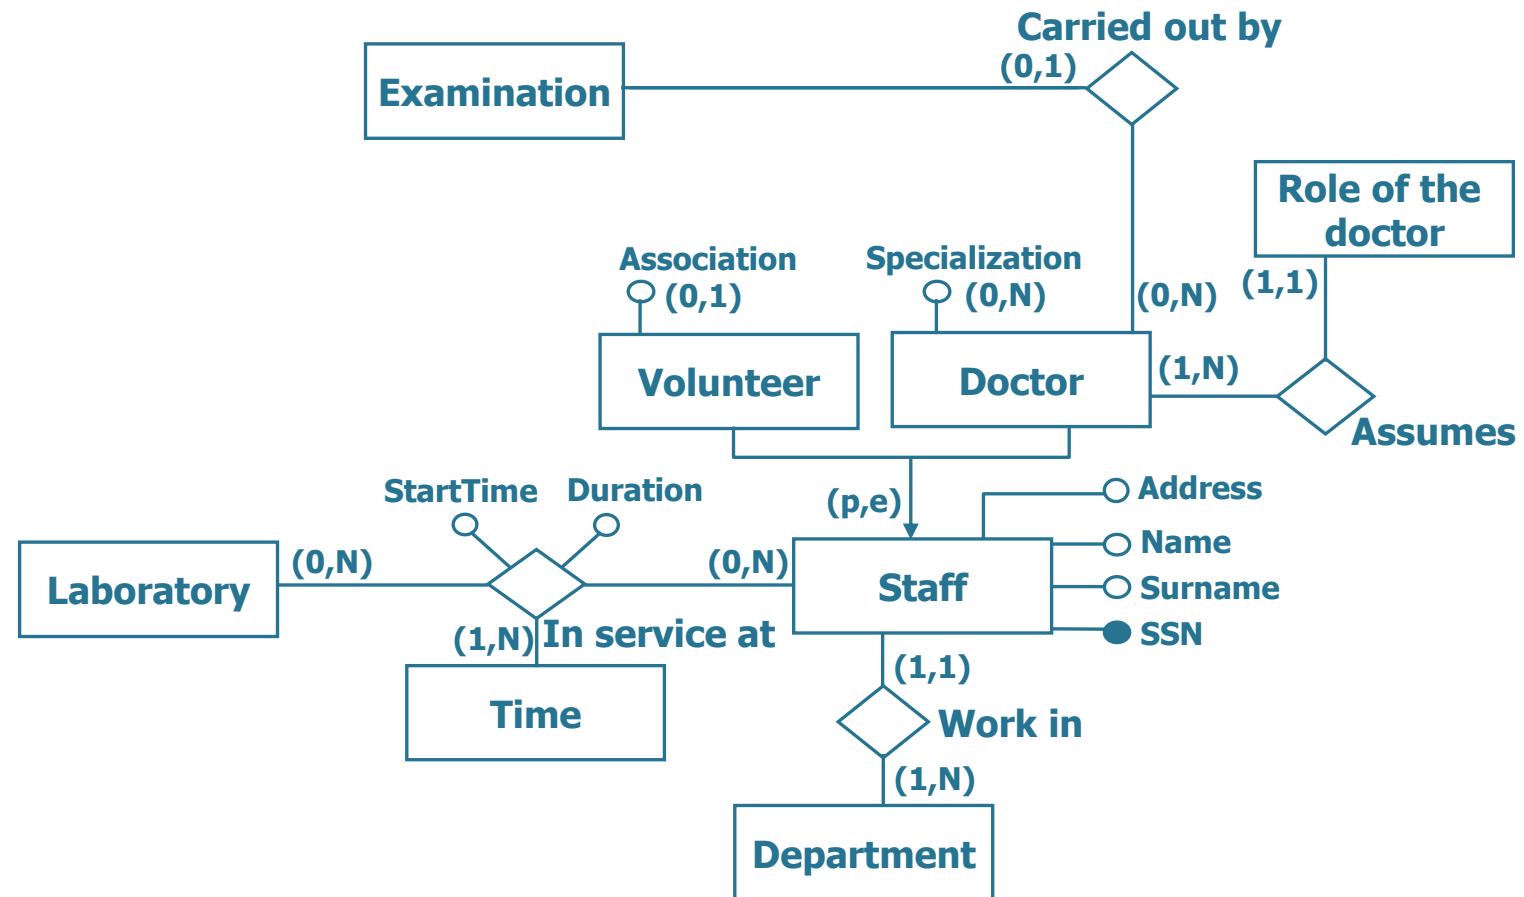 Carried out by
(0,1)
Examination
Role of the
doctor
Association
(0,1)
Specialization
(0,N)
(0,N)
(1,1)
Volunteer
Doctor
(1,N)
Assumes
StartTime
Duration
(p,e)
Address
Name
Surname
SSN
Laboratory
(0,N)
(0,N)
Staff
(1,N)
In service at
Time
(1,1)
Work in
(1,N)
Department